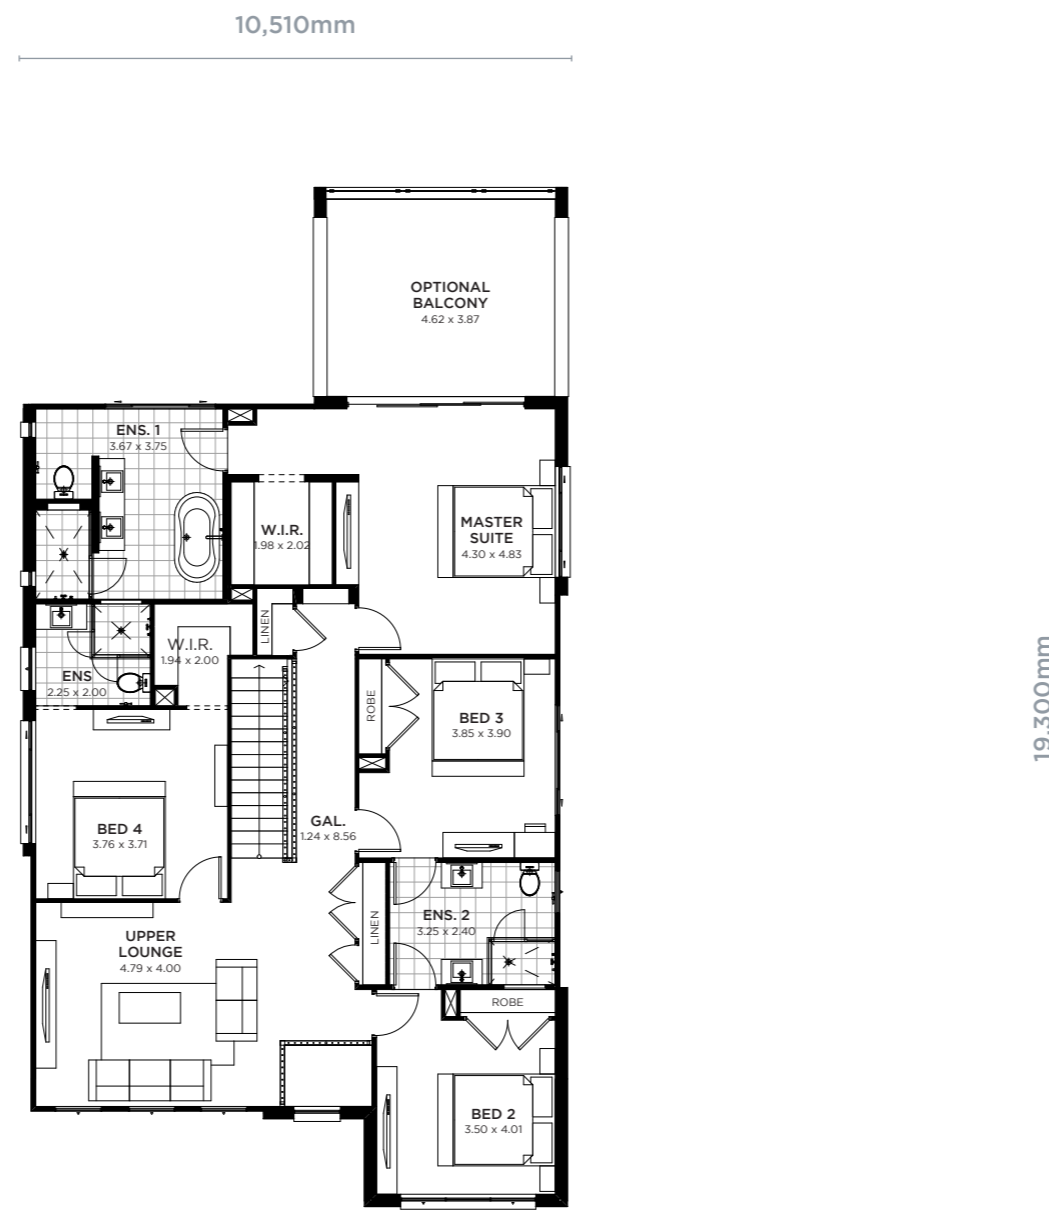 10,510mm
OPTIONAL
BALCONY
4.62 x 3.87
ENS. 1
3.67 x 3.75
W.I.R.
1.98 x 2.02
MASTER
SUITE
4.30 x 4.83
LINEN
W.I.R.
1.94 x 2.00
ENS
2.25 x 2.00
19,300mm
ROBE
BED 3
3.85 x 3.90
BED 4
3.76 x 3.71
GAL.
1.24 x 8.56
LINEN
ENS. 2
3.25 x 2.40
UPPER
LOUNGE
4.79 x 4.00
ROBE
BED 2
3.50 x 4.01